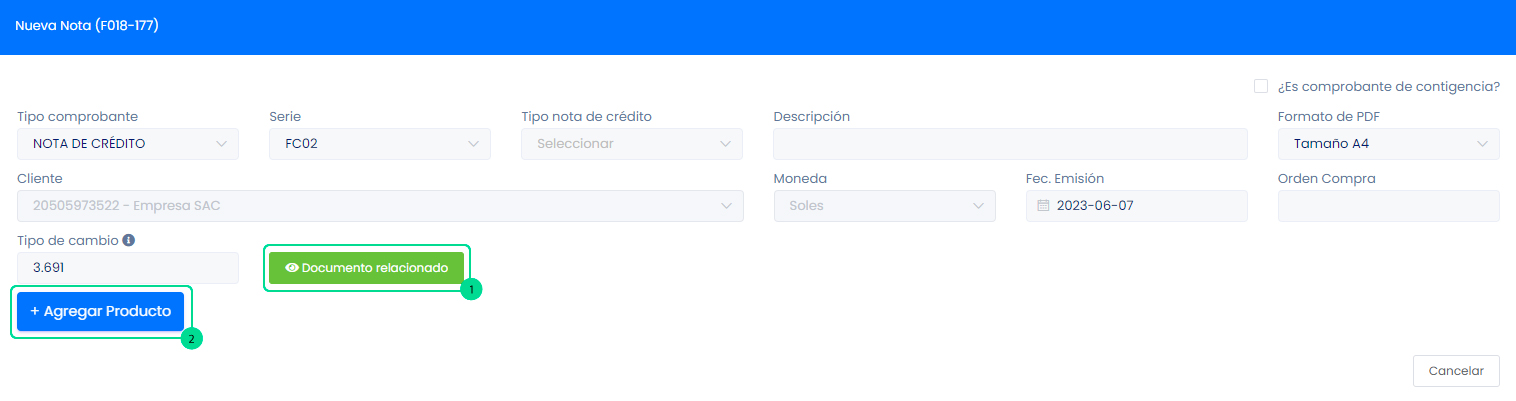 Nueva Nota (F018-177)
¿Es comprobante de contigencia?
Tipo comprobante Serie Tipo nota de crédito Descripción Formato de PDF
NOTA DE CRÉDITO FC02 Seleccionar Tamaño A4
Cliente Moneda Fec. Emisión Orden Compra
20505973522 - Empresa SAC Soles 2023-06-07
Tipo de cambio
3.691 Documento relacionado
1
+ Agregar Producto
2
Cancelar